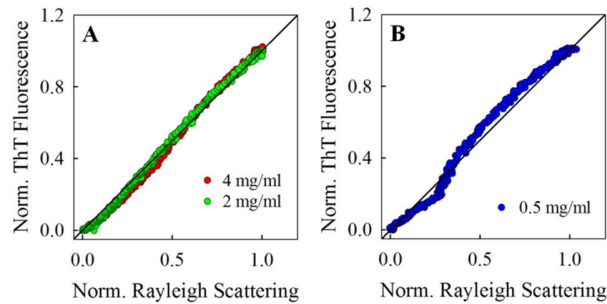 A
Norm. ThT Fluorescence
1.2
0.8
0.4
0.0
4 mg/ml
2 mg/ml
0.0 0.5 1.0
Norm. Rayleigh Scattering
B
Norm. ThT Fluorescence
1.2
0.8
0.4
0.0
0.5 mg/ml
0.0 0.5 1.0
Norm. Rayleigh Scattering